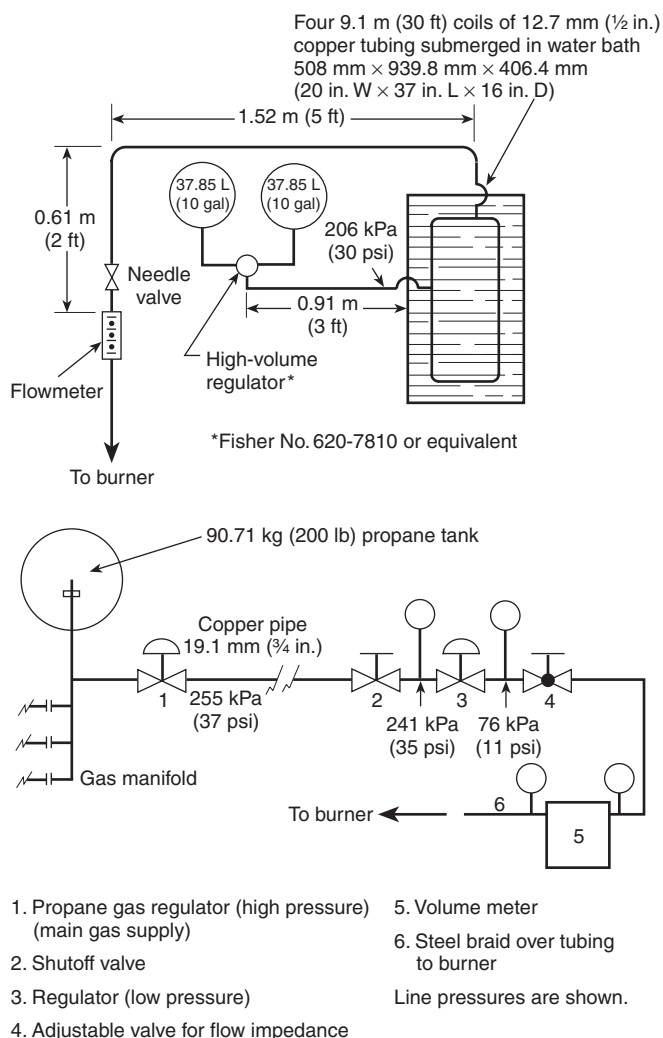 Four 9.1 m (30 ft) coils of 12.7 mm (½ in.)
copper tubing submerged in water bath
508 mm × 939.8 mm × 406.4 mm
(20 in. W × 37 in. L × 16 in. D)
1.52 m (5 ft)
37.85 L
(10 gal)
37.85 L
(10 gal)
0.61 m
(2 ft)
206 kPa
(30 psi)
Needle
valve
0.91 m
(3 ft)
Flowmeter
High-volume
regulator*
*Fisher No. 620-7810 or equivalent
To burner
90.71 kg (200 lb) propane tank
Copper pipe
19.1 mm (¾ in.)
1
255 kPa
(37 psi)
2
3
4
241 kPa
(35 psi)
76 kPa
(11 psi)
Gas manifold
To burner
6
5
1. Propane gas regulator (high pressure)
(main gas supply)
2. Shutoff valve
3. Regulator (low pressure)
4. Adjustable valve for flow impedance
5. Volume meter
6. Steel braid over tubing
to burner
Line pressures are shown.